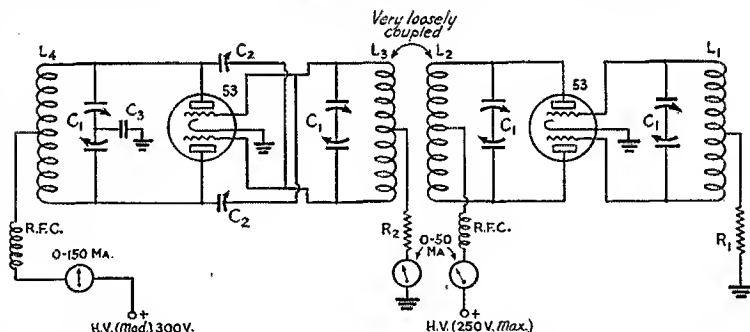 Very loosely
coupled
L4
C2
L3
L2
L1
53
53
C1
C3
C1
C1
C1
C2
R.F.C.
R2
0-50
MA
R.F.C.
R1
0-150 MA.
+
H.V. (Mod.) 300V.
+
H.V. (250 V. Max.)